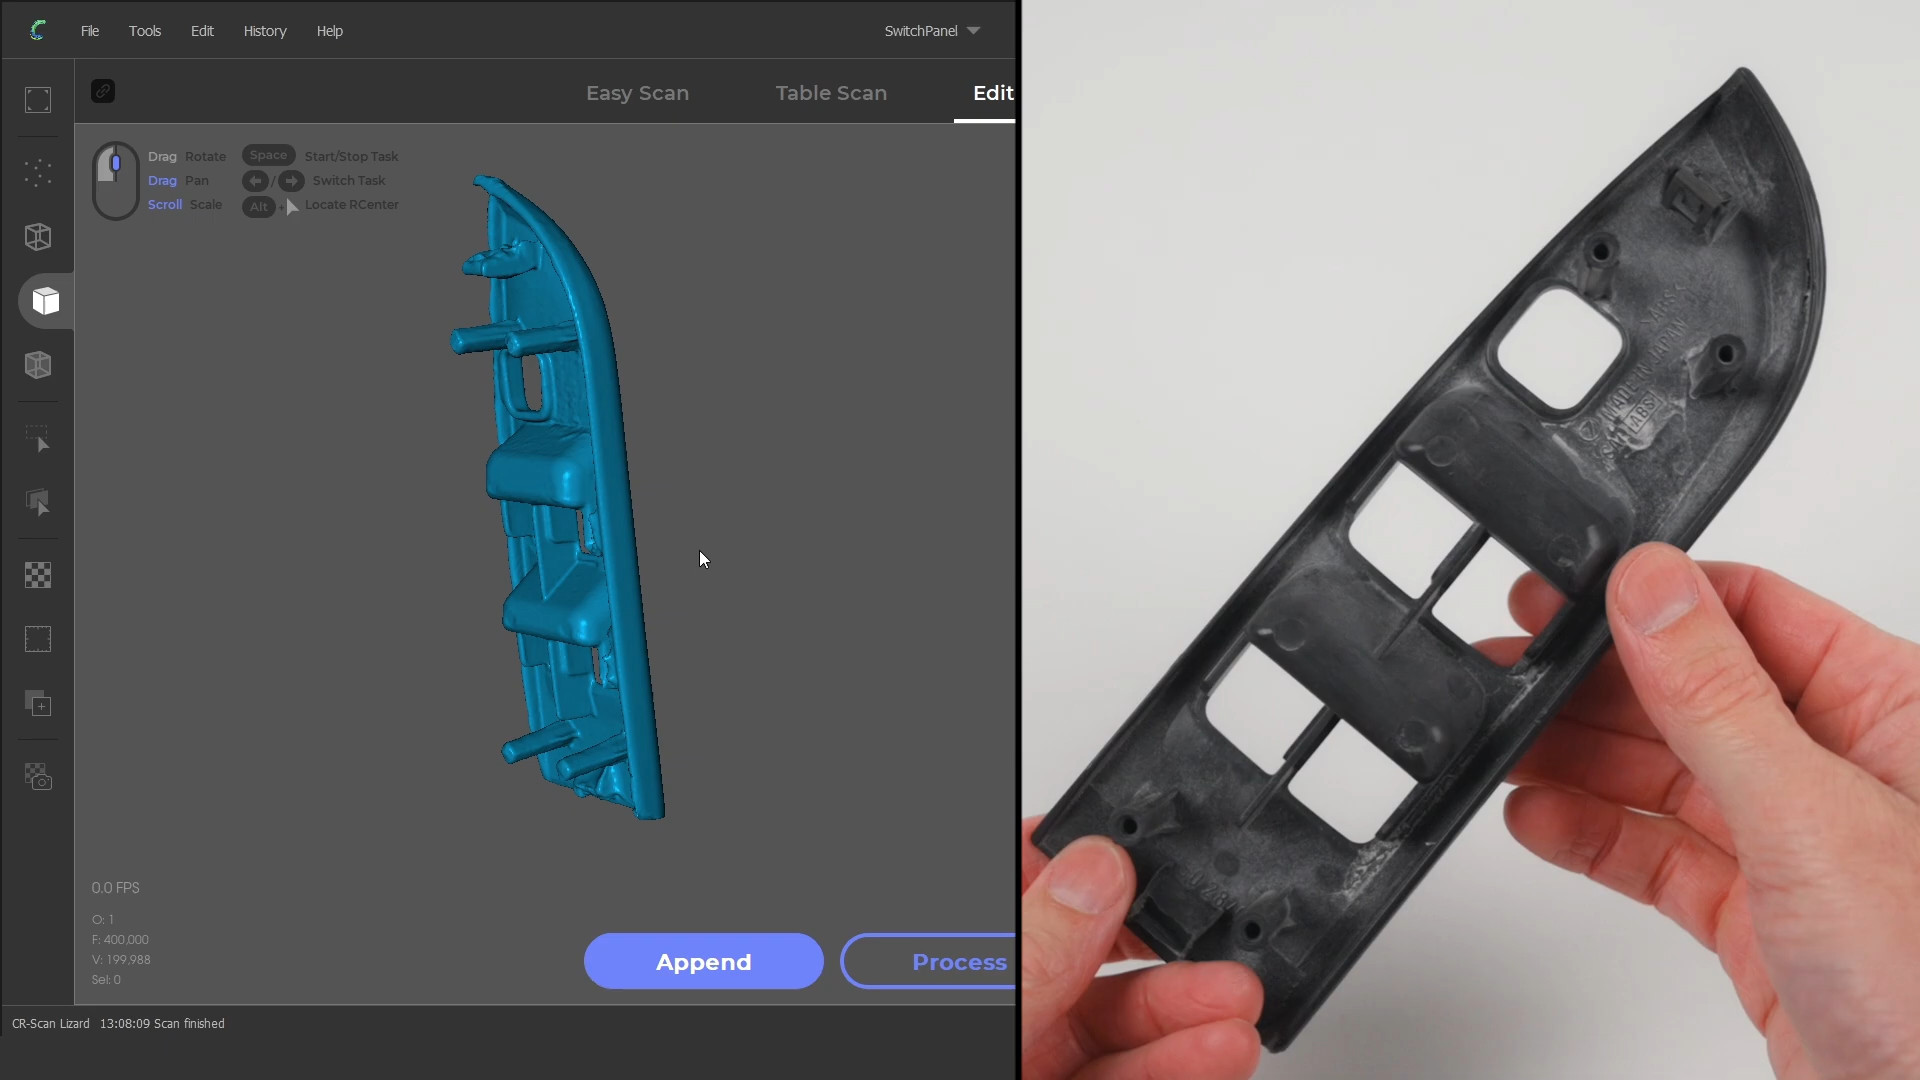 File Tools Edit History Help
SwitchPanel
Easy Scan Table Scan Edit
Drag Rotate Space Start/Stop Task
Drag Pan / Switch Task
Scroll Scale Alt + Locate RCenter
>ABS<
MADE IN JAPAN
ABS
0.0 FPS
O: 1
F: 400,000
V: 199,988
Sel: 0
Append Process
CR-Scan Lizard 13:08:09 Scan finished